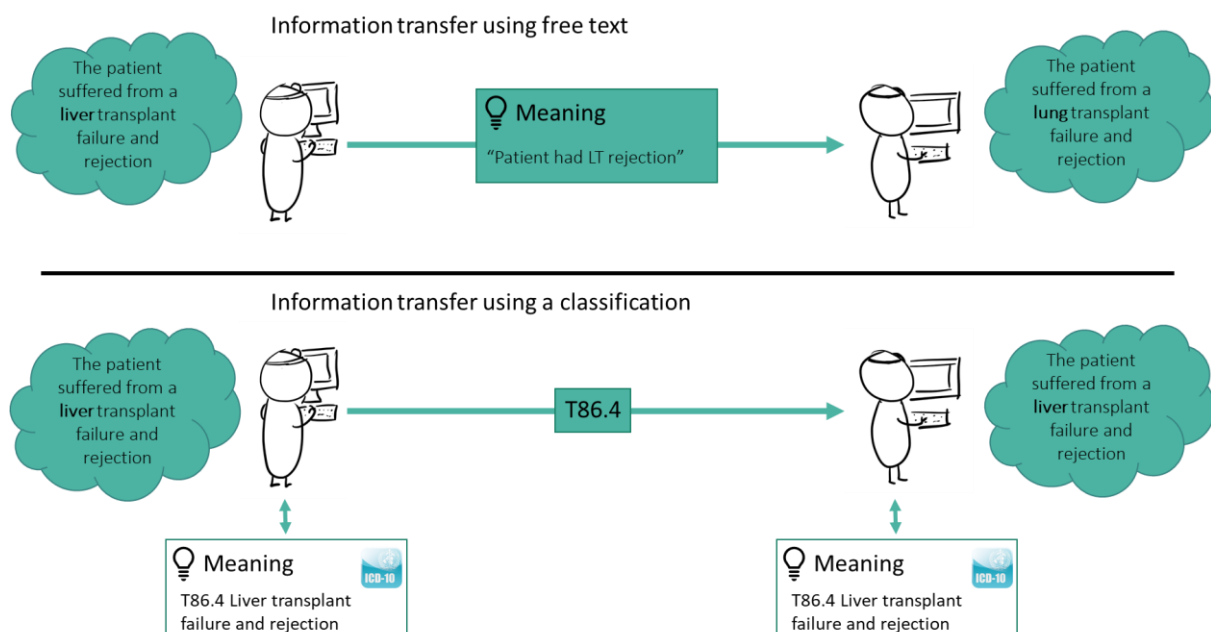 Information transfer using free text
The patient
suffered from a
liver transplant
failure and
rejection
Meaning
“Patient had LT rejection”
The patient
suffered from a
lung transplant
failure and
rejection
Information transfer using a classification
The patient
suffered from a
liver transplant
failure and
rejection
T86.4
The patient
suffered from a
liver transplant
failure and
rejection
Meaning
ICD-10
T86.4 Liver transplant
failure and rejection
Meaning
ICD-10
T86.4 Liver transplant
failure and rejection